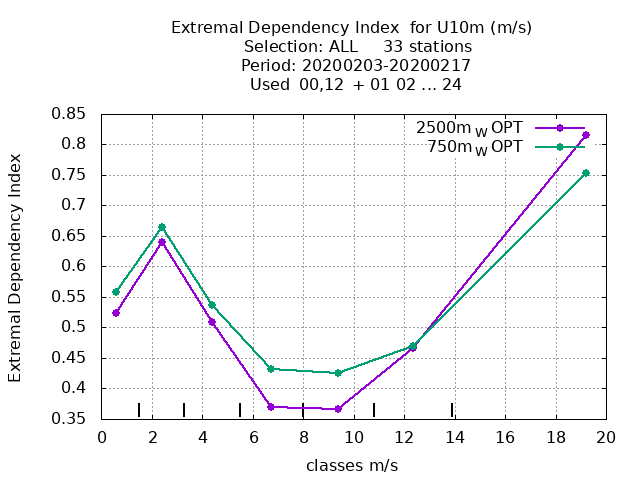 Extremal Dependency Index  for U10m (m/s)
Selection: ALL     33 stations
Period: 20200203-20200217
Used  00,12  + 01 02 ... 24
2500m W OPT
750m W OPT
0.85
0.8
0.75
0.7
0.65
0.6
0.55
0.5
0.45
0.4
0.35
Extremal Dependency Index
0 2 4 6 8 10 12 14 16 18 20
classes m/s